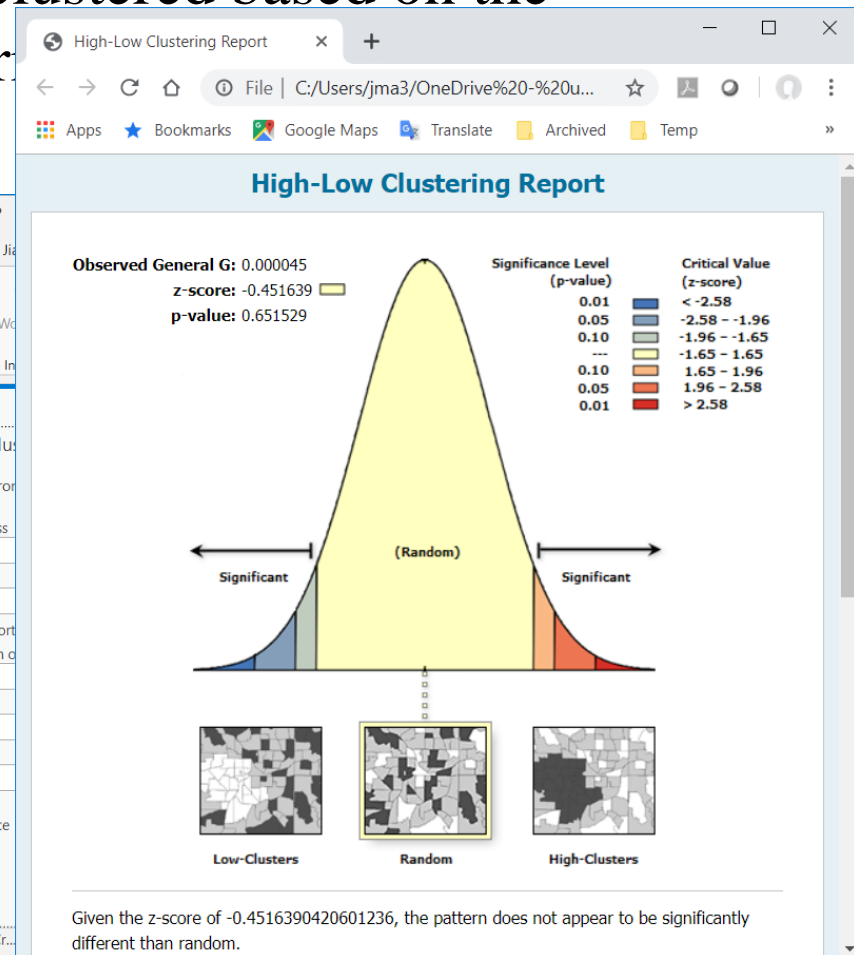 clustered based on the
High-Low Clustering Report
File | C:/Users/jma3/OneDrive%20-%20u...
Apps Bookmarks Google Maps Translate Archived Temp »
High-Low Clustering Report
Observed General G: 0.000045
z-score: -0.451639
p-value: 0.651529
Significance Level (p-value) Critical Value (z-score)
0.01 < -2.58
0.05 -2.58 – -1.96
0.10 -1.96 – -1.65
--- -1.65 – 1.65
0.10 1.65 – 1.96
0.05 1.96 – 2.58
0.01 > 2.58
(Random)
Significant Significant
Low-Clusters Random High-Clusters
Given the z-score of -0.4516390420601236, the pattern does not appear to be significantly
different than random.